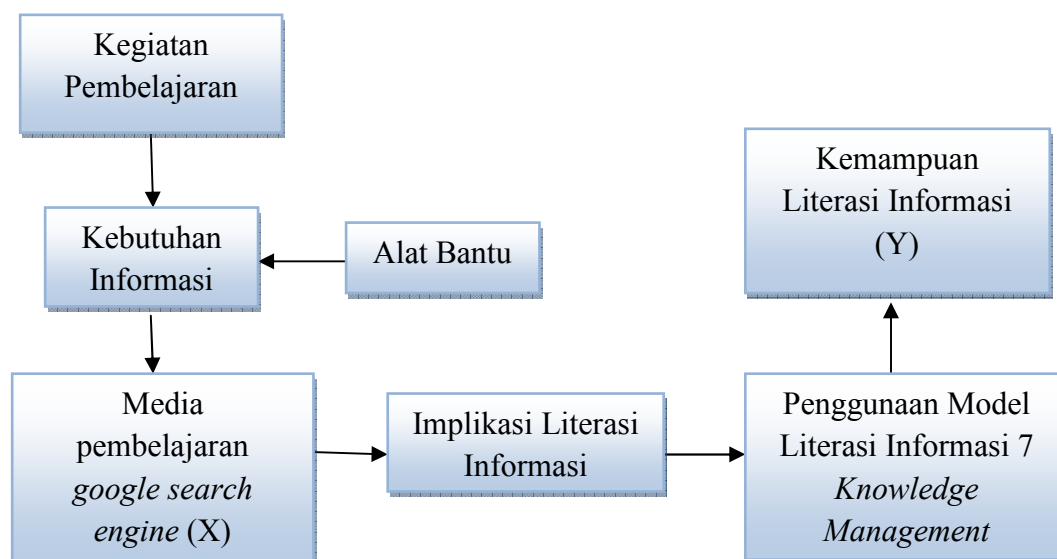 Kegiatan
Pembelajaran
Kebutuhan
Informasi
Alat Bantu
Media
pembelajaran
google search
engine (X)
Implikasi Literasi
Informasi
Penggunaan Model
Literasi Informasi 7
Knowledge
Management
Kemampuan
Literasi Informasi
(Y)